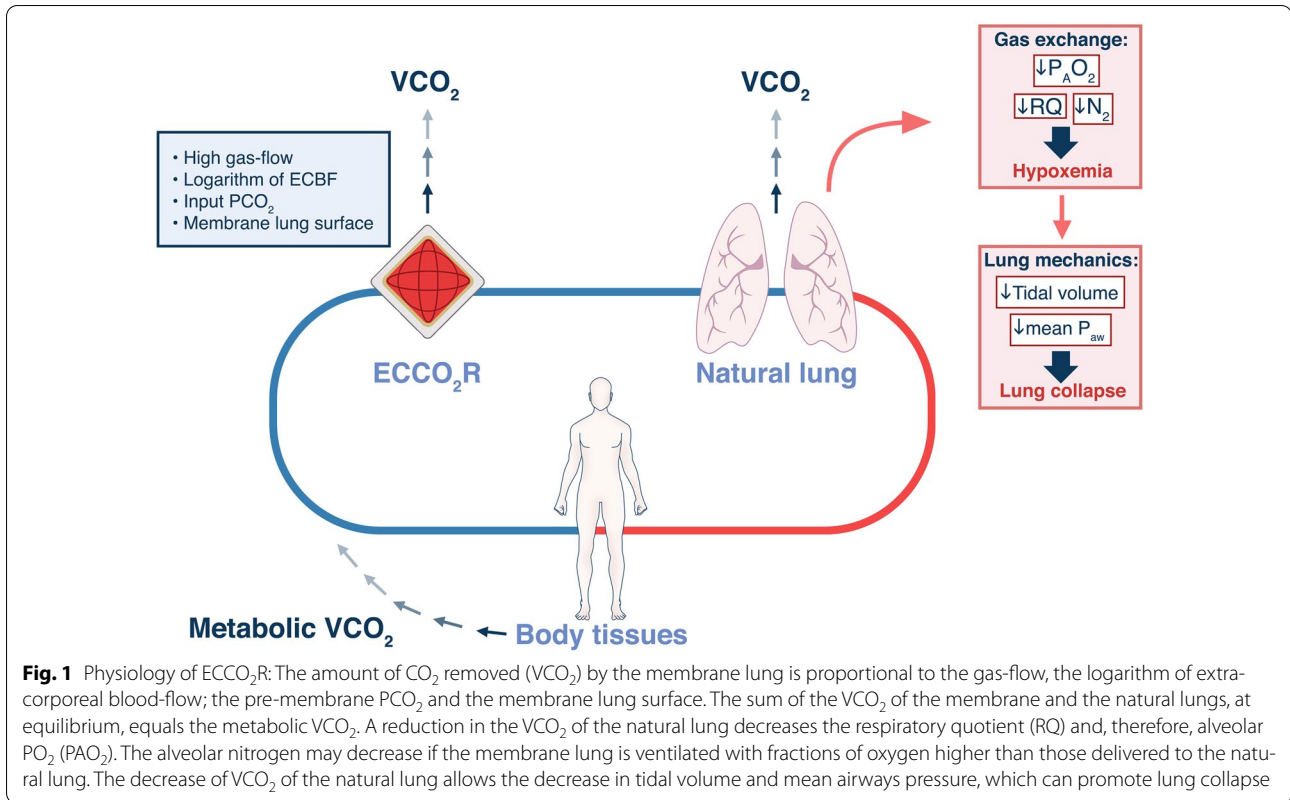 VCO₂
VCO₂
• High gas-flow
• Logarithm of ECBF
• Input PCO₂
• Membrane lung surface
ECCO₂R
Natural lung
Gas exchange:
↓PAO₂
↓RQ ↓N₂
Hypoxemia
Lung mechanics:
↓Tidal volume
↓mean Paw
Lung collapse
Metabolic VCO₂
Body tissues
Fig. 1 Physiology of ECCO₂R: The amount of CO₂ removed (VCO₂) by the membrane lung is proportional to the gas-flow, the logarithm of extra-
corporeal blood-flow; the pre-membrane PCO₂ and the membrane lung surface. The sum of the VCO₂ of the membrane and the natural lungs, at
equilibrium, equals the metabolic VCO₂. A reduction in the VCO₂ of the natural lung decreases the respiratory quotient (RQ) and, therefore, alveolar
PO₂ (PAO₂). The alveolar nitrogen may decrease if the membrane lung is ventilated with fractions of oxygen higher than those delivered to the natu-
ral lung. The decrease of VCO₂ of the natural lung allows the decrease in tidal volume and mean airways pressure, which can promote lung collapse